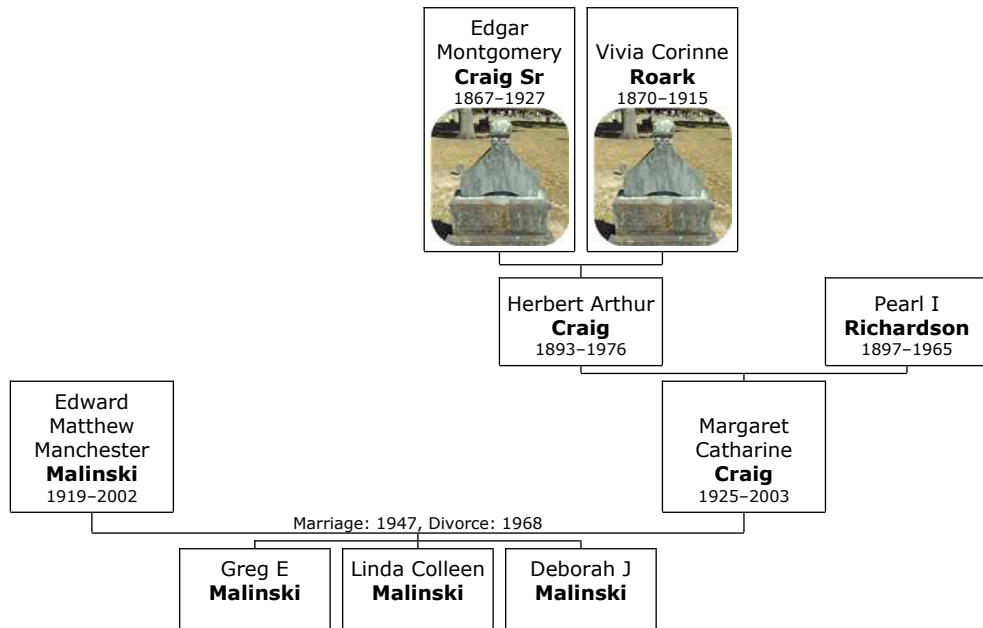 Edgar
Montgomery
Craig Sr
1867–1927
Vivia Corinne
Roark
1870–1915
Herbert Arthur
Craig
1893–1976
Pearl I
Richardson
1897–1965
Edward
Matthew
Manchester
Malinski
1919–2002
Margaret
Catharine
Craig
1925–2003
Marriage: 1947, Divorce: 1968
Greg E
Malinski
Linda Colleen
Malinski
Deborah J
Malinski